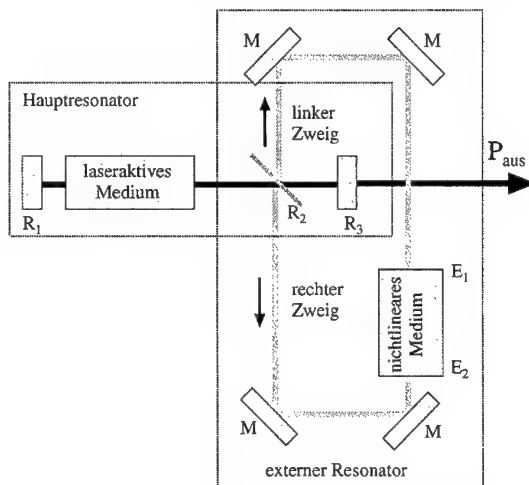 M
M
Hauptresonator
linker
Zweig
P_aus
laseraktives
Medium
R₁
R₂
R₃
rechter
Zweig
E₁
nichtlineares
Medium
E₂
M
M
externer Resonator